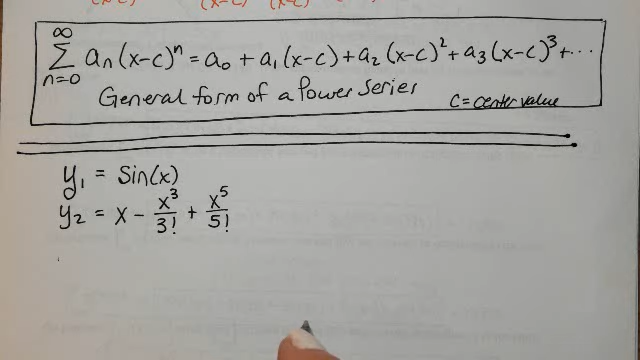 ∞
∑ aₙ(x-c)ⁿ = a₀ + a₁(x-c) + a₂(x-c)² + a₃(x-c)³ + ...
n=0
General form of a Power Series
C = center value
y₁ = Sin(x)
y₂ = x - x³/3! + x⁵/5!